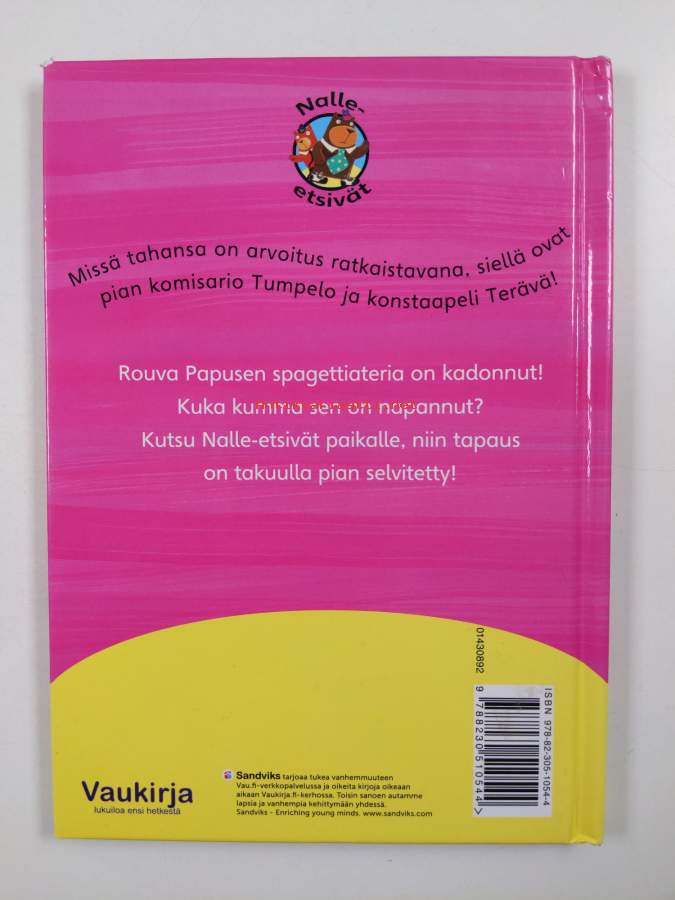 Nalle-
etsivät
Missä tahansa on arvoitus ratkaistavana, siellä ovat
pian komisario Tumpelo ja konstaapeli Terävä!
Rouva Papusen spagettiateria on kadonnut!
Kuka kumma sen on napannut?
Kutsu Nalle-etsivät paikalle, niin tapaus
on takuulla pian selvitetty!
01430892
ISBN 978-82-305-1054-4
9 788230 510544 >
Vaukirja
lukuiloa ensi hetkestä
Sandviks tarjoaa tukea vanhemmuuteen
Vau.fi-verkkopalvelussa ja oikeita kirjoja oikeaan
aikaan Vaukirja.fi-kerhossa. Toisin sanoen autamme
lapsia ja vanhempia kehittymään yhdessä.
Sandviks - Enriching young minds. www.sandviks.com